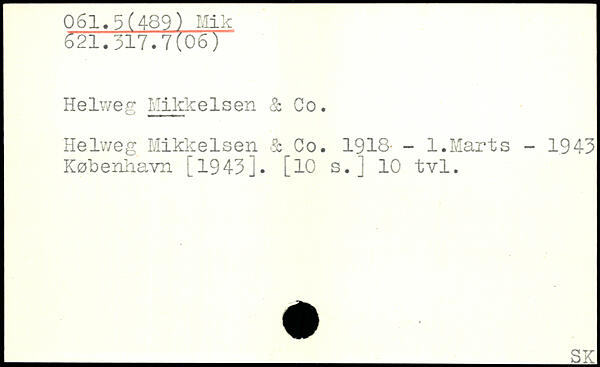 061.5(489) Mik
621.317.7(06)
Helweg Mikkelsen & Co.
Helweg Mikkelsen & Co. 1918 - 1.Marts - 1943
København [1943]. [10 s.] 10 tvl.
SK